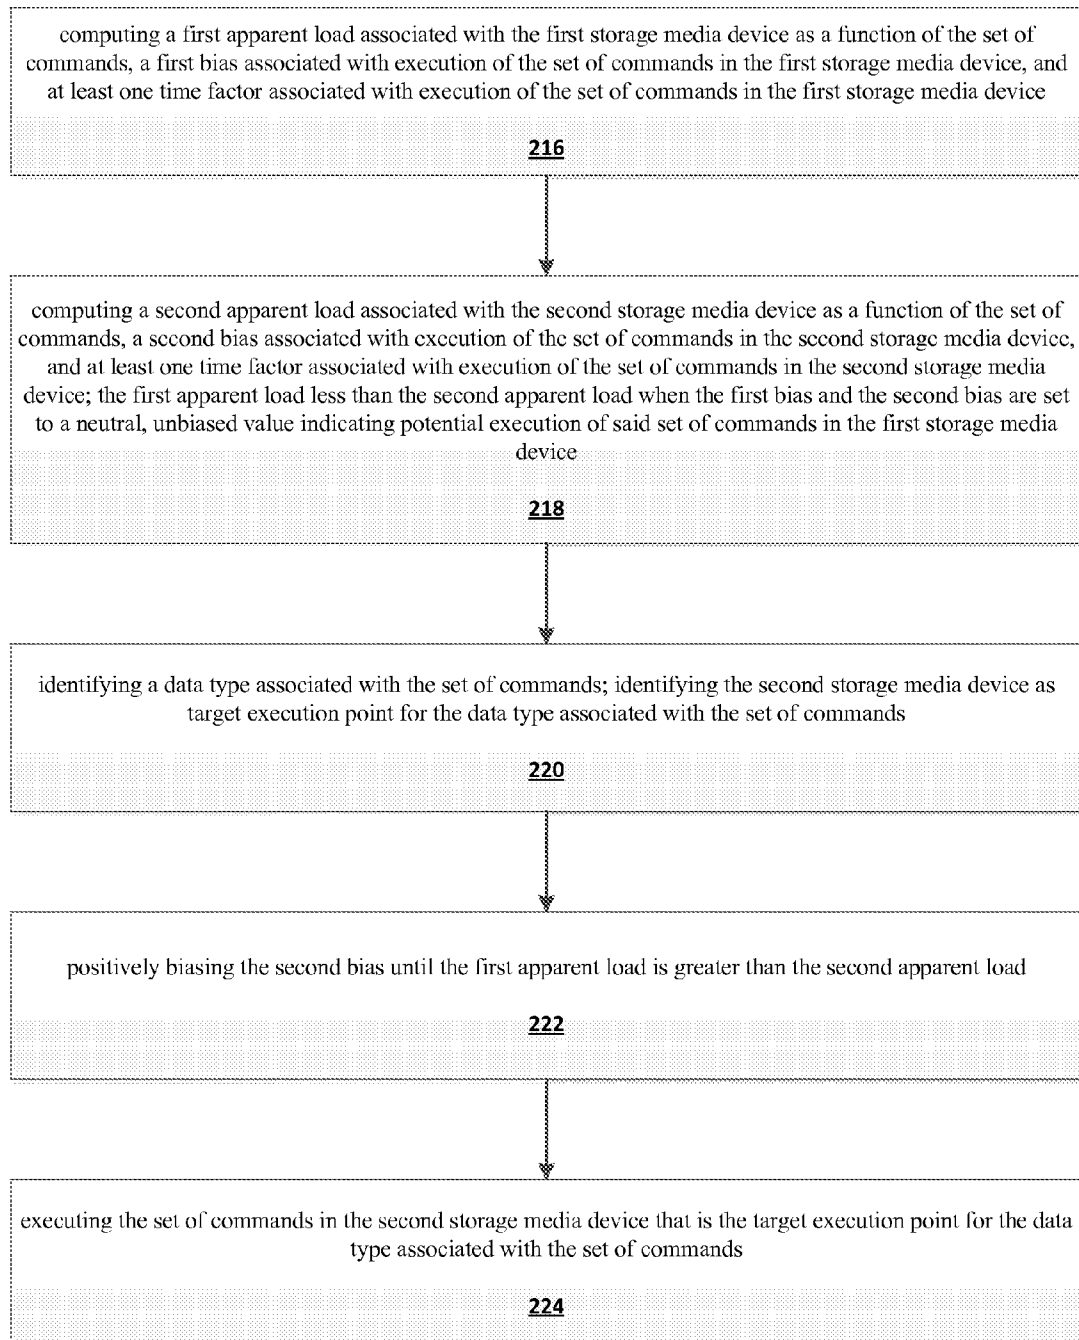 computing a first apparent load associated with the first storage media device as a function of the set of
commands, a first bias associated with execution of the set of commands in the first storage media device, and
at least one time factor associated with execution of the set of commands in the first storage media device
216
computing a second apparent load associated with the second storage media device as a function of the set of
commands, a second bias associated with execution of the set of commands in the second storage media device,
and at least one time factor associated with execution of the set of commands in the second storage media
device; the first apparent load less than the second apparent load when the first bias and the second bias are set
to a neutral, unbiased value indicating potential execution of said set of commands in the first storage media
device
218
identifying a data type associated with the set of commands; identifying the second storage media device as
target execution point for the data type associated with the set of commands
220
positively biasing the second bias until the first apparent load is greater than the second apparent load
222
executing the set of commands in the second storage media device that is the target execution point for the data
type associated with the set of commands
224